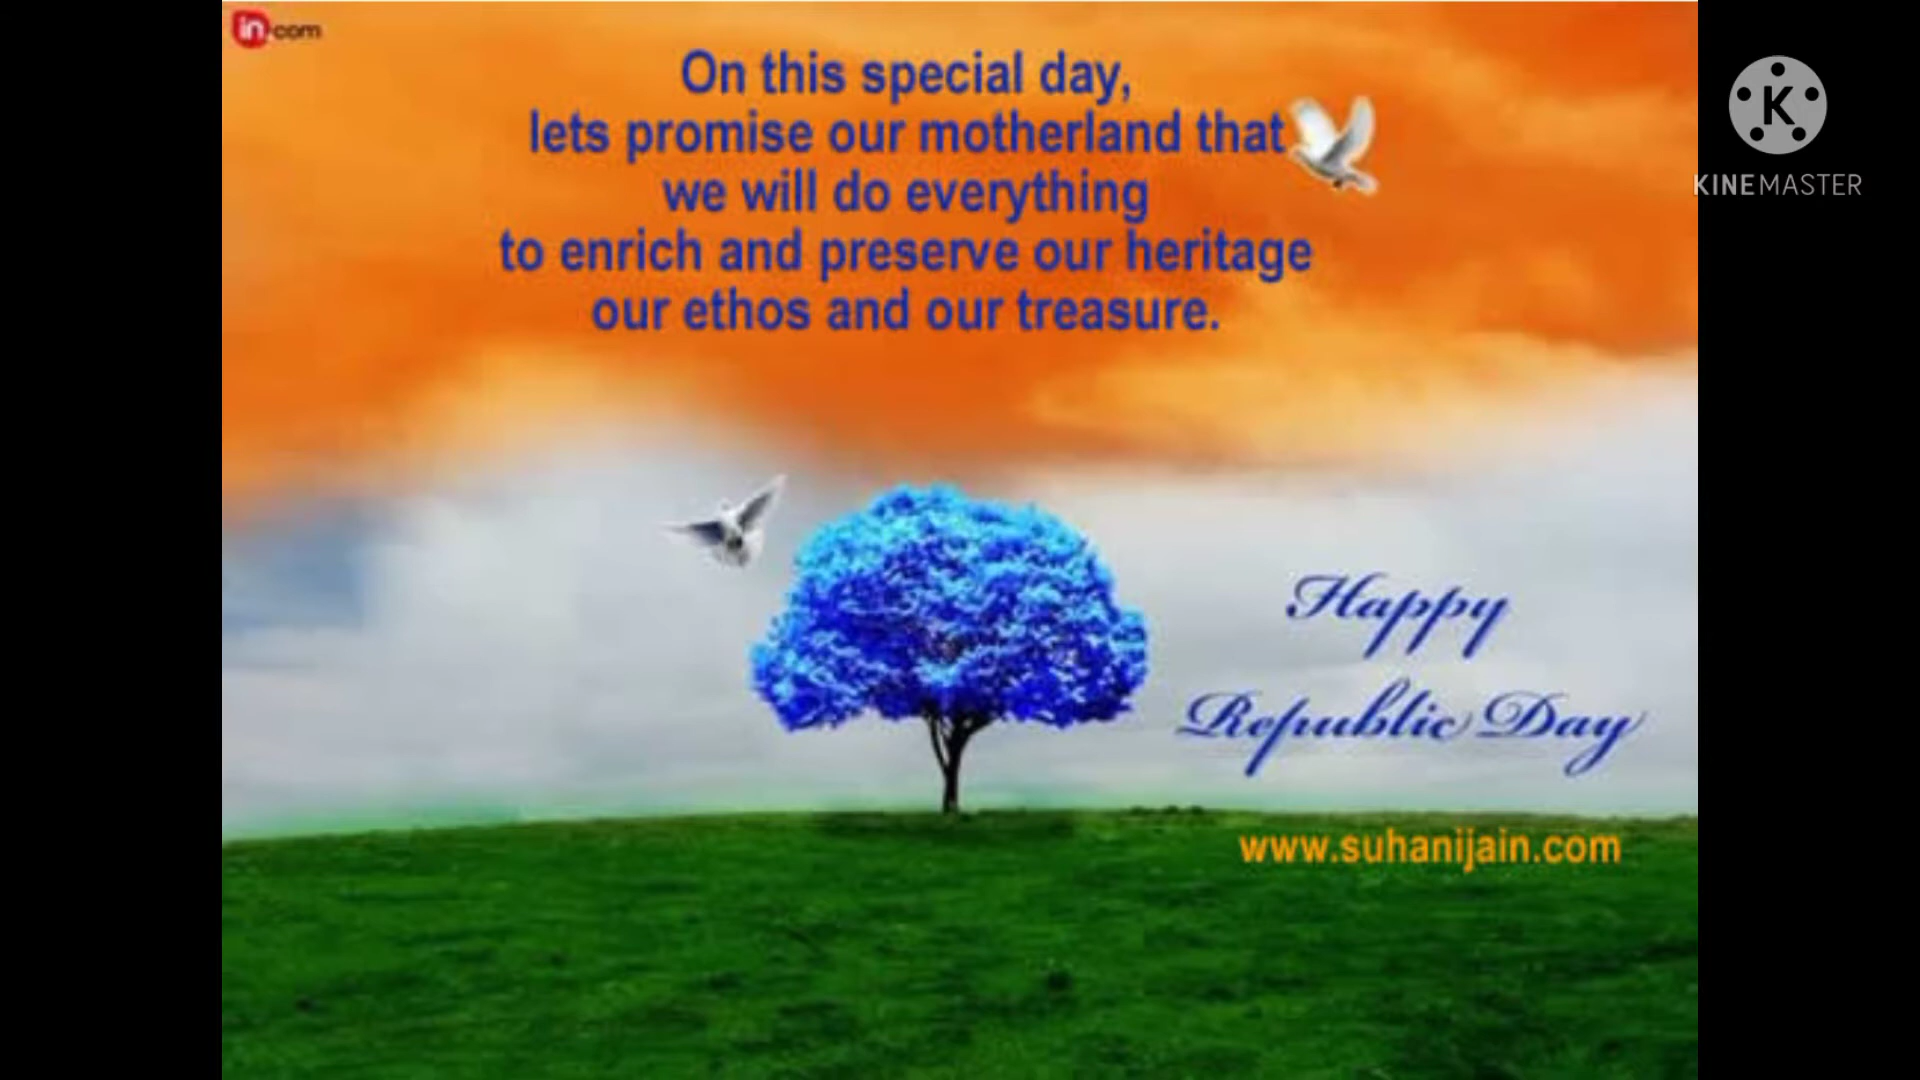 in.com
On this special day,
lets promise our motherland that
we will do everything
to enrich and preserve our heritage
our ethos and our treasure.
K
KINEMASTER
Happy
Republic Day
www.suhanijain.com